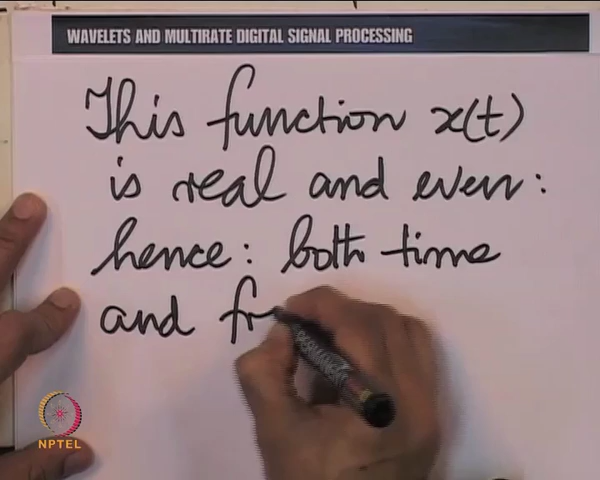 WAVELETS AND MULTIRATE DIGITAL SIGNAL PROCESSING
This function x(t)
is real and even:
hence: both time
and fr
NPTEL